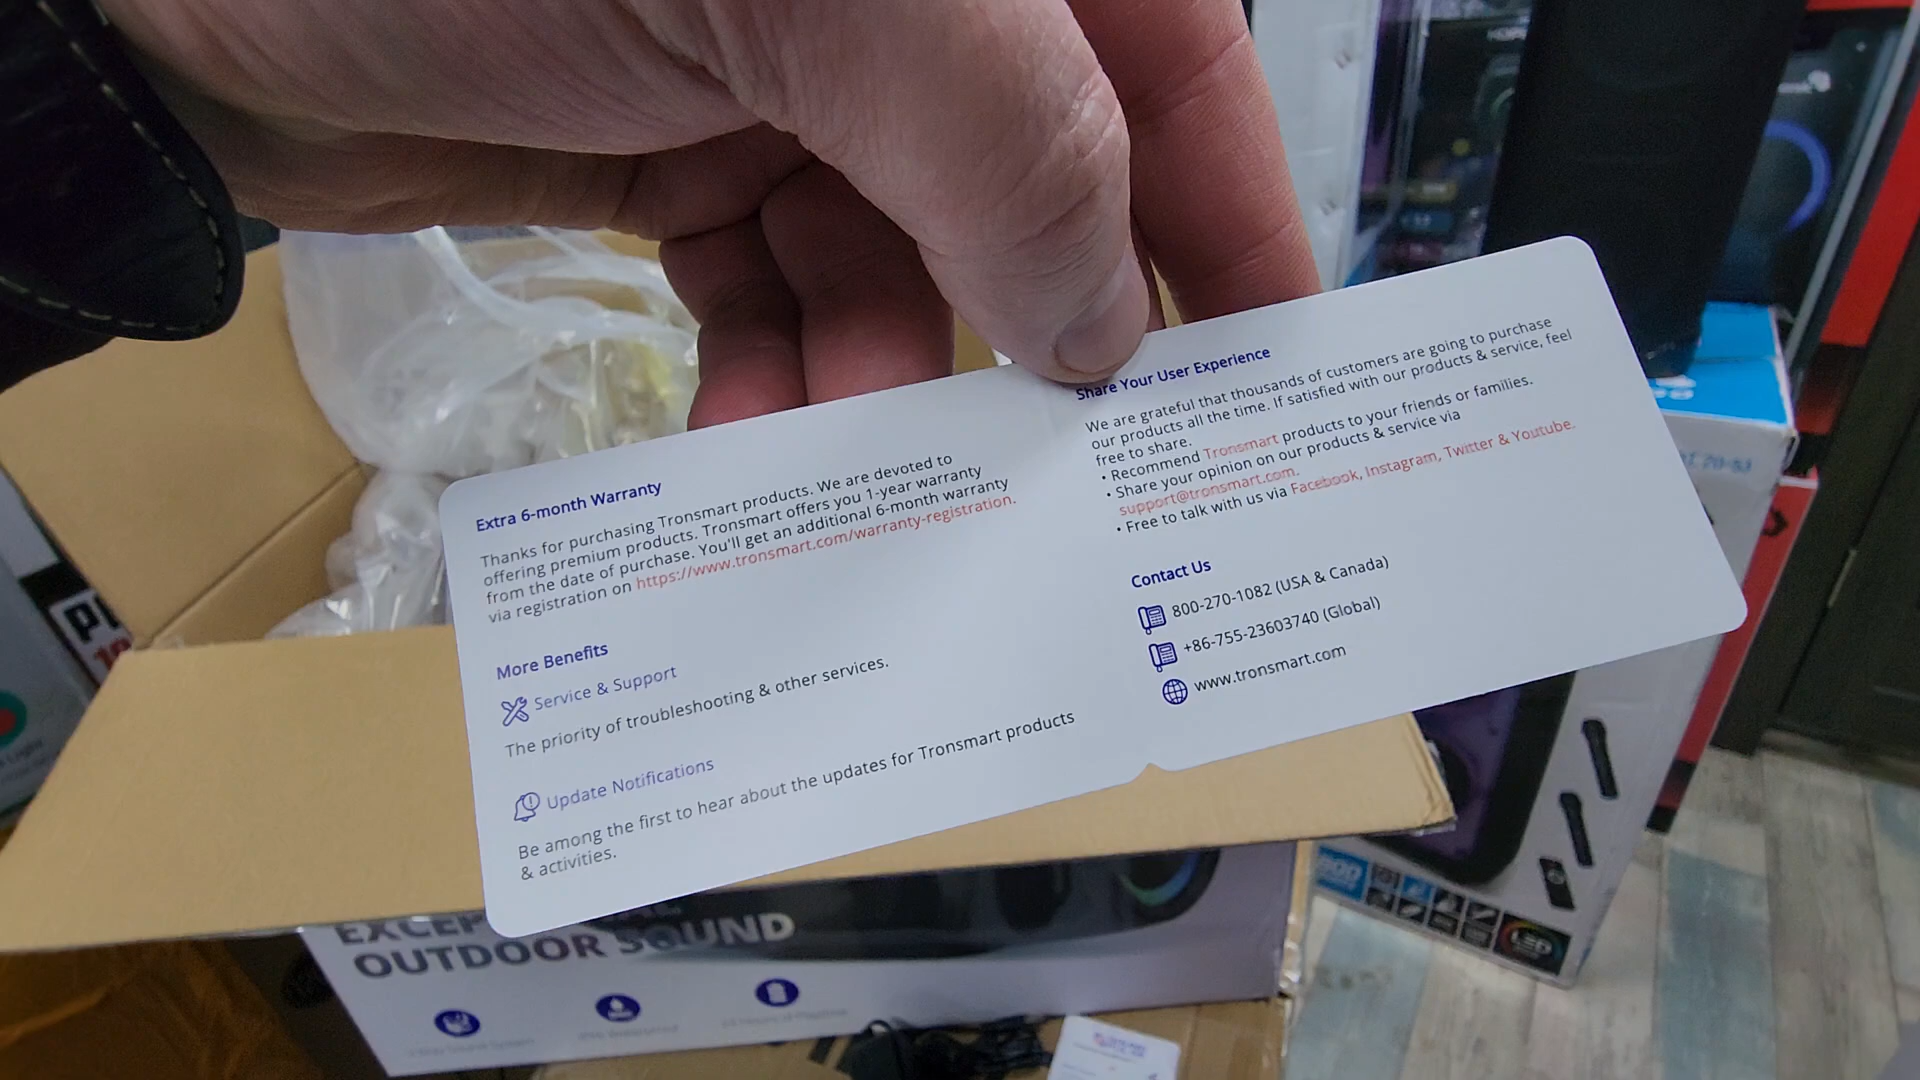 Extra 6-month Warranty
Thanks for purchasing Tronsmart products. We are devoted to
offering premium products. Tronsmart offers you 1-year warranty
from the date of purchase. You'll get an additional 6-month warranty
via registration on https://www.tronsmart.com/warranty-registration.
More Benefits
Service & Support
The priority of troubleshooting & other services.
Update Notifications
Be among the first to hear about the updates for Tronsmart products
& activities.
Share Your User Experience
We are grateful that thousands of customers are going to purchase
our products all the time. If satisfied with our products & service, feel
free to share.
• Recommend Tronsmart products to your friends or families.
• Share your opinion on our products & service via
support@tronsmart.com.
• Free to talk with us via Facebook, Instagram, Twitter & Youtube.
Contact Us
800-270-1082 (USA & Canada)
+86-755-23603740 (Global)
www.tronsmart.com
OUTDOOR SOUND
LED